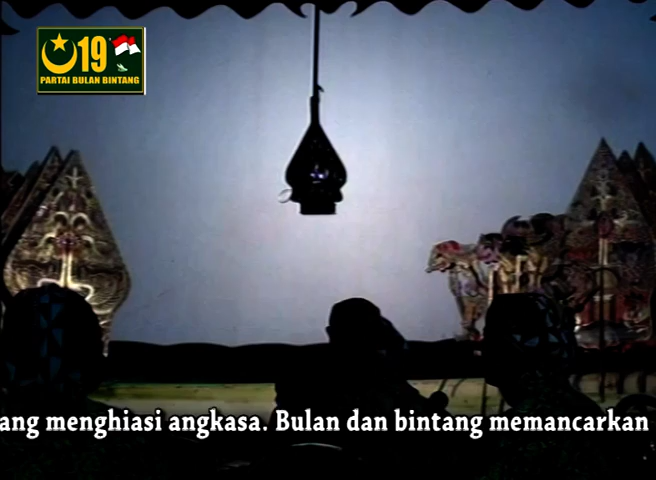 19
PARTAI BULAN BINTANG
ang menghiasi angkasa. Bulan dan bintang memancarkan